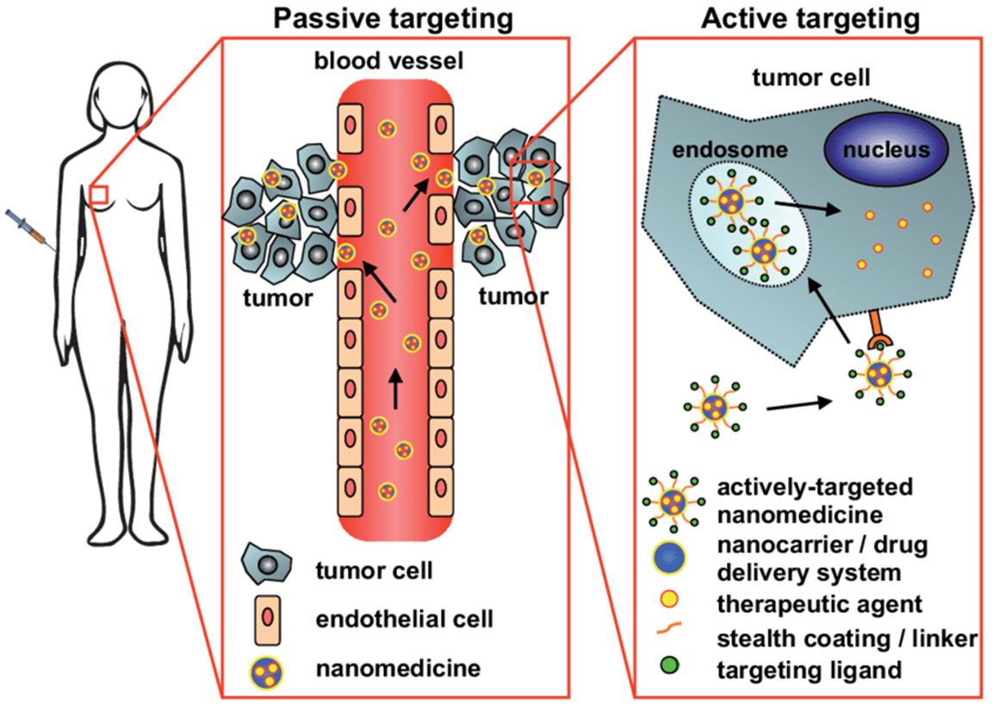 Passive targeting
blood vessel
tumor
tumor
tumor cell
endothelial cell
nanomedicine
Active targeting
tumor cell
endosome
nucleus
actively-targeted
nanomedicine
nanocarrier / drug
delivery system
therapeutic agent
stealth coating / linker
targeting ligand